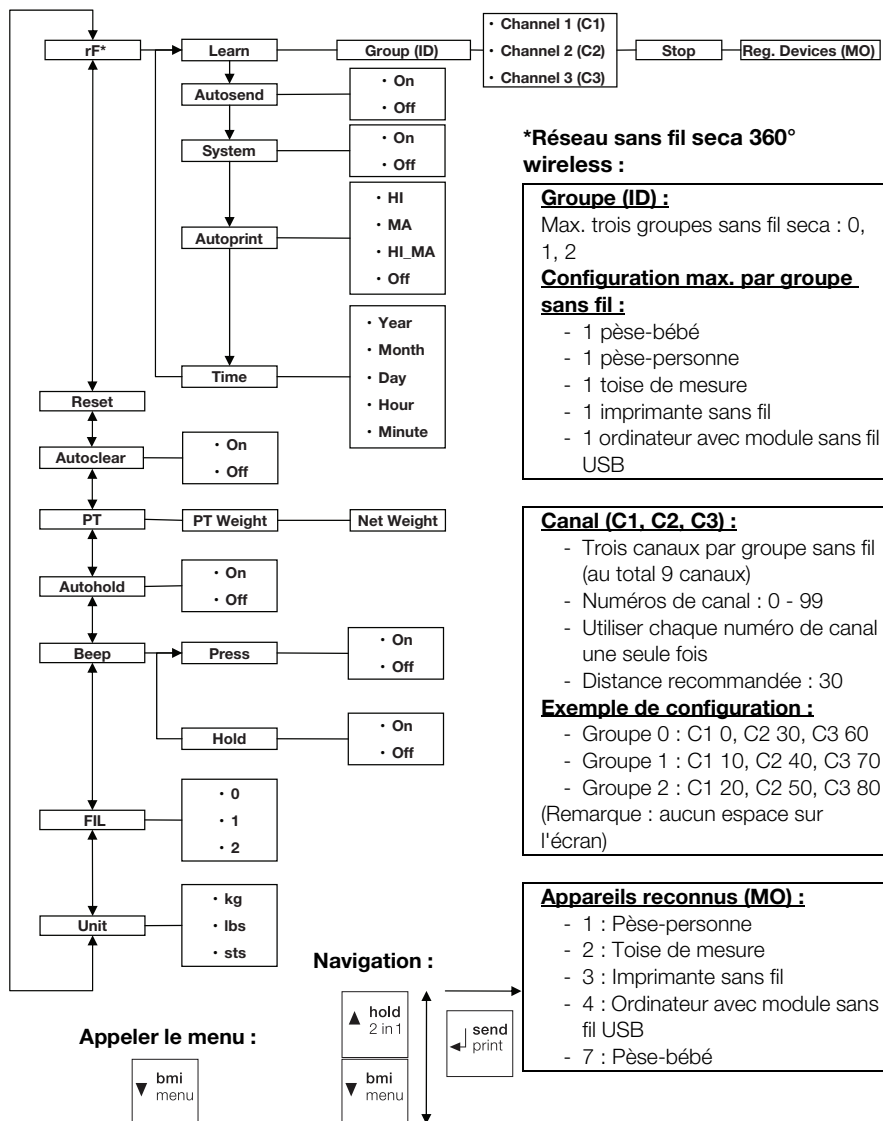 rF*
Learn
Group (ID)
• Channel 1 (C1)
• Channel 2 (C2)
• Channel 3 (C3)
Stop
Reg. Devices (MO)
Autosend
• On
• Off
System
• On
• Off
Autoprint
• HI
• MA
• HI_MA
• Off
Time
• Year
• Month
• Day
• Hour
• Minute
Reset
Autoclear
• On
• Off
PT
PT Weight
Net Weight
Autohold
• On
• Off
Beep
Press
• On
• Off
Hold
• On
• Off
FIL
• 0
• 1
• 2
Unit
• kg
• lbs
• sts
*Réseau sans fil seca 360°
wireless :
Groupe (ID) :
Max. trois groupes sans fil seca : 0,
1, 2
Configuration max. par groupe
sans fil :
- 1 pèse-bébé
- 1 pèse-personne
- 1 toise de mesure
- 1 imprimante sans fil
- 1 ordinateur avec module sans fil
USB
Canal (C1, C2, C3) :
- Trois canaux par groupe sans fil
(au total 9 canaux)
- Numéros de canal : 0 - 99
- Utiliser chaque numéro de canal
une seule fois
- Distance recommandée : 30
Exemple de configuration :
- Groupe 0 : C1 0, C2 30, C3 60
- Groupe 1 : C1 10, C2 40, C3 70
- Groupe 2 : C1 20, C2 50, C3 80
(Remarque : aucun espace sur
l'écran)
Appareils reconnus (MO) :
- 1 : Pèse-personne
- 2 : Toise de mesure
- 3 : Imprimante sans fil
- 4 : Ordinateur avec module sans
fil USB
- 7 : Pèse-bébé
Navigation :
hold
2 in 1
send
print
bmi
menu
Appeler le menu :
bmi
menu